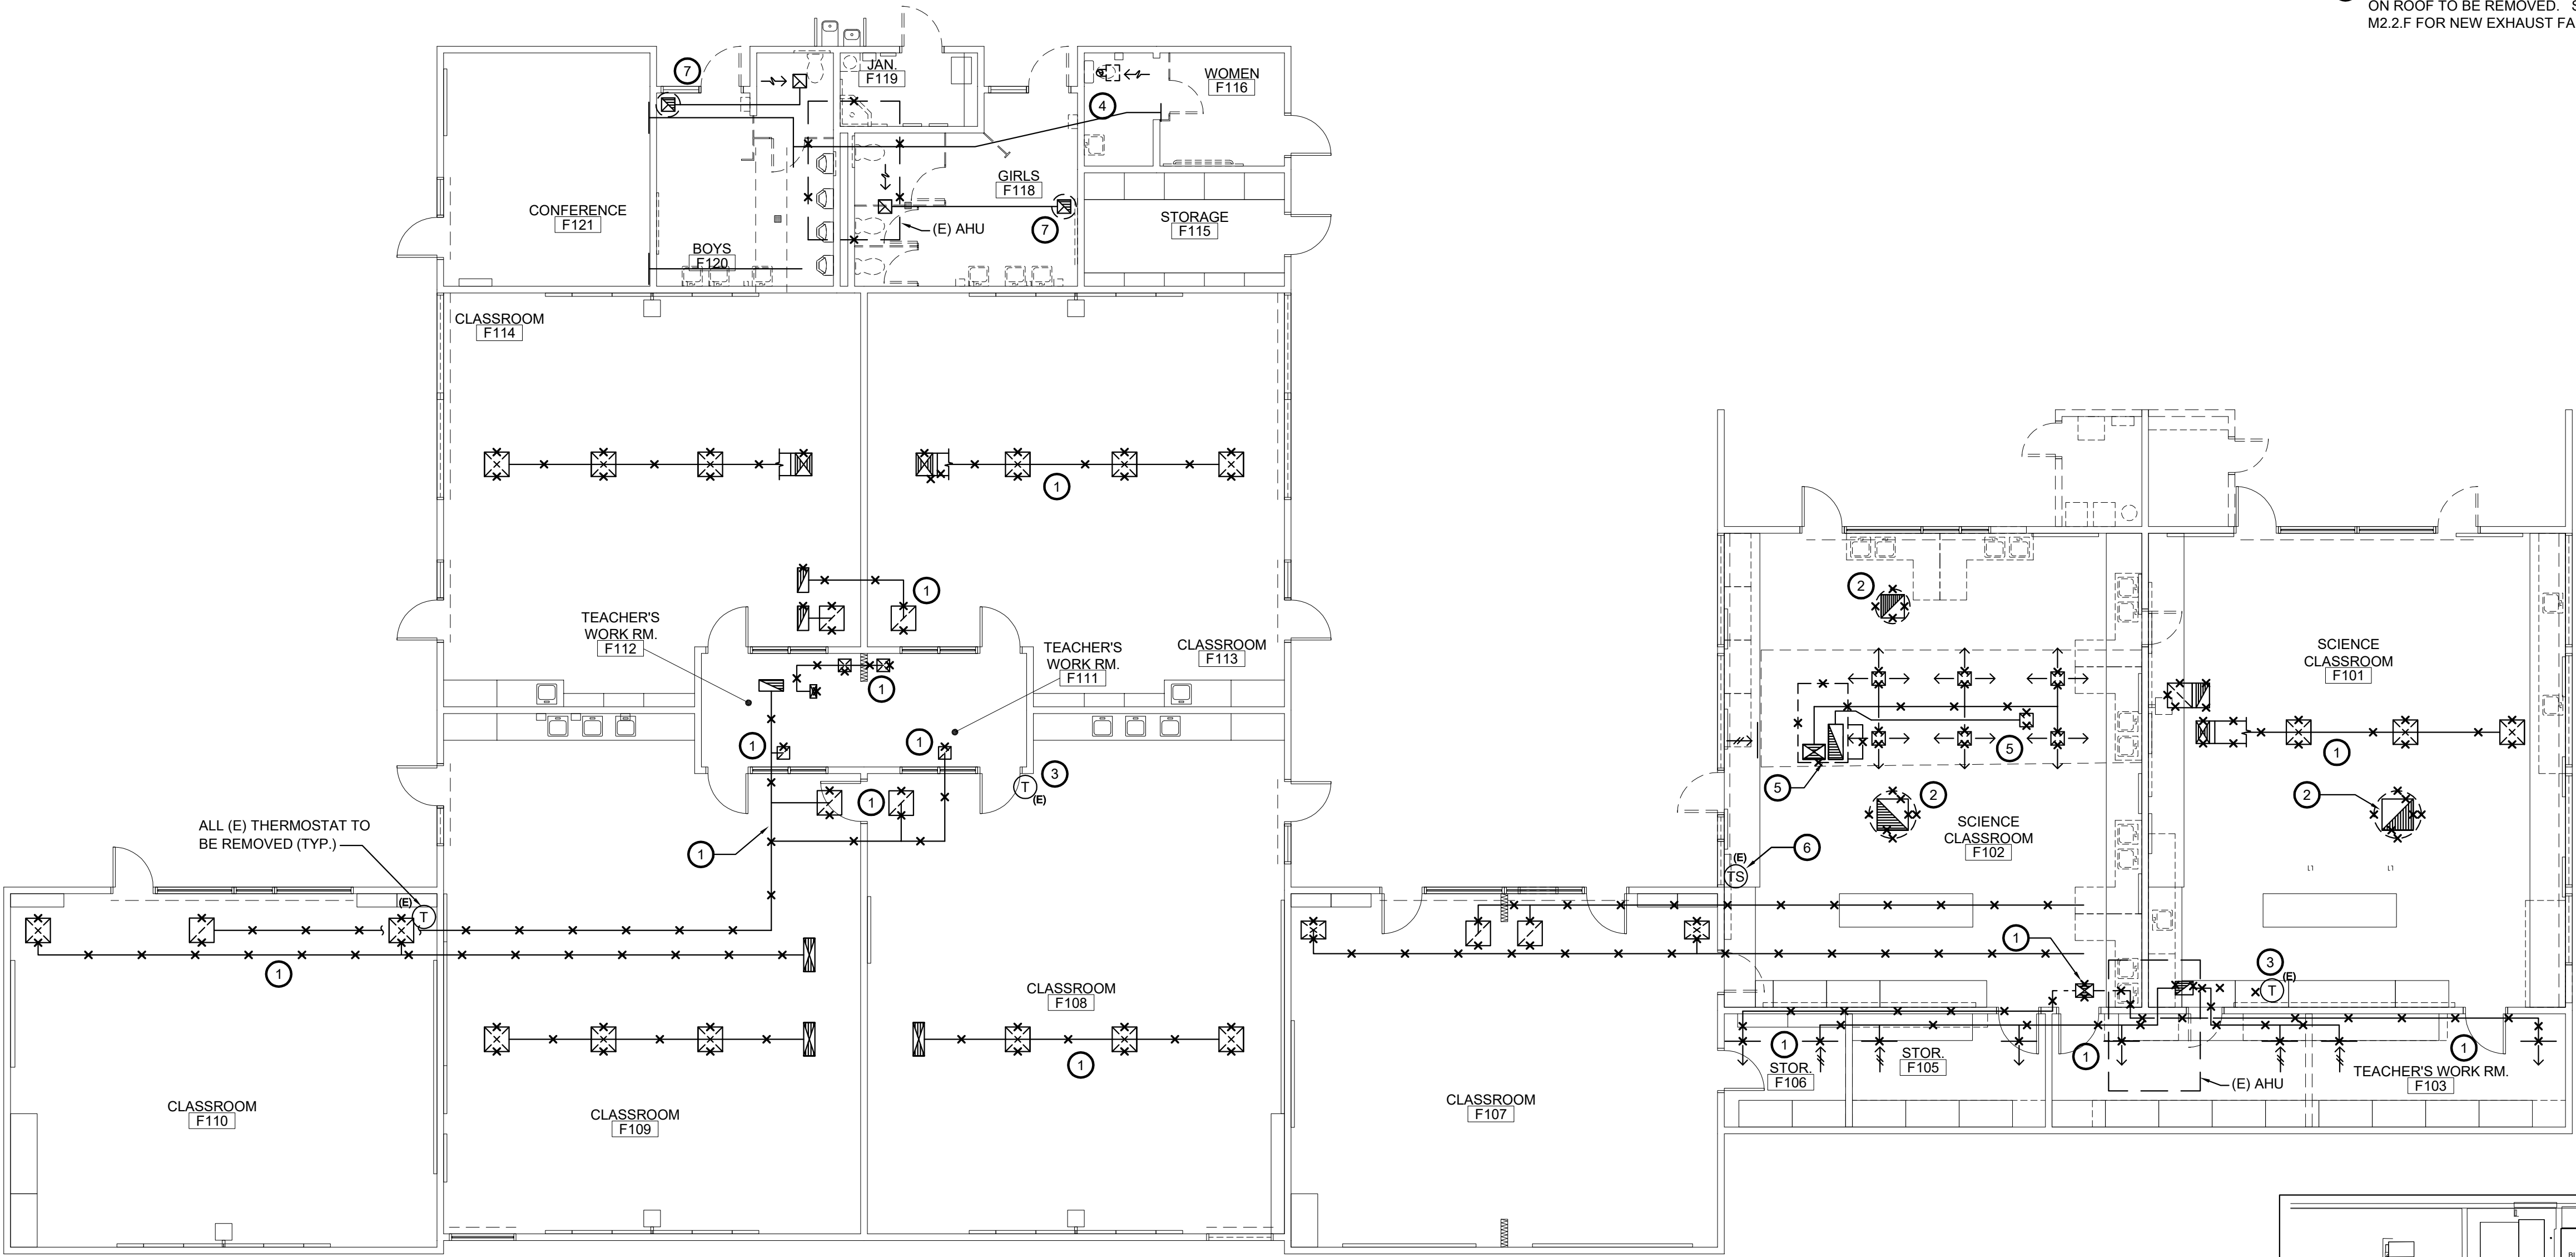 ON ROOF TO BE REMOVED. S
M2.2.F FOR NEW EXHAUST FA
7
JAN.
F119
4
WOMEN
F116
CONFERENCE
F121
BOYS
F120
GIRLS
F118
(E) AHU
7
STORAGE
F115
CLASSROOM
F114
1
1
TEACHER'S
WORK RM.
F112
TEACHER'S
WORK RM.
F111
CLASSROOM
F113
1
1
1
3
T
(E)
1
1
ALL (E) THERMOSTAT TO
BE REMOVED (TYP.)
(E)
T
1
CLASSROOM
F110
CLASSROOM
F109
CLASSROOM
F108
1
CLASSROOM
F107
2
SCIENCE
CLASSROOM
F101
1
5
5
2
2
SCIENCE
CLASSROOM
F102
(E)
TS
6
1
3
T
(E)
1
STOR.
F106
STOR.
F105
1
1
TEACHER'S WORK RM.
F103
(E) AHU